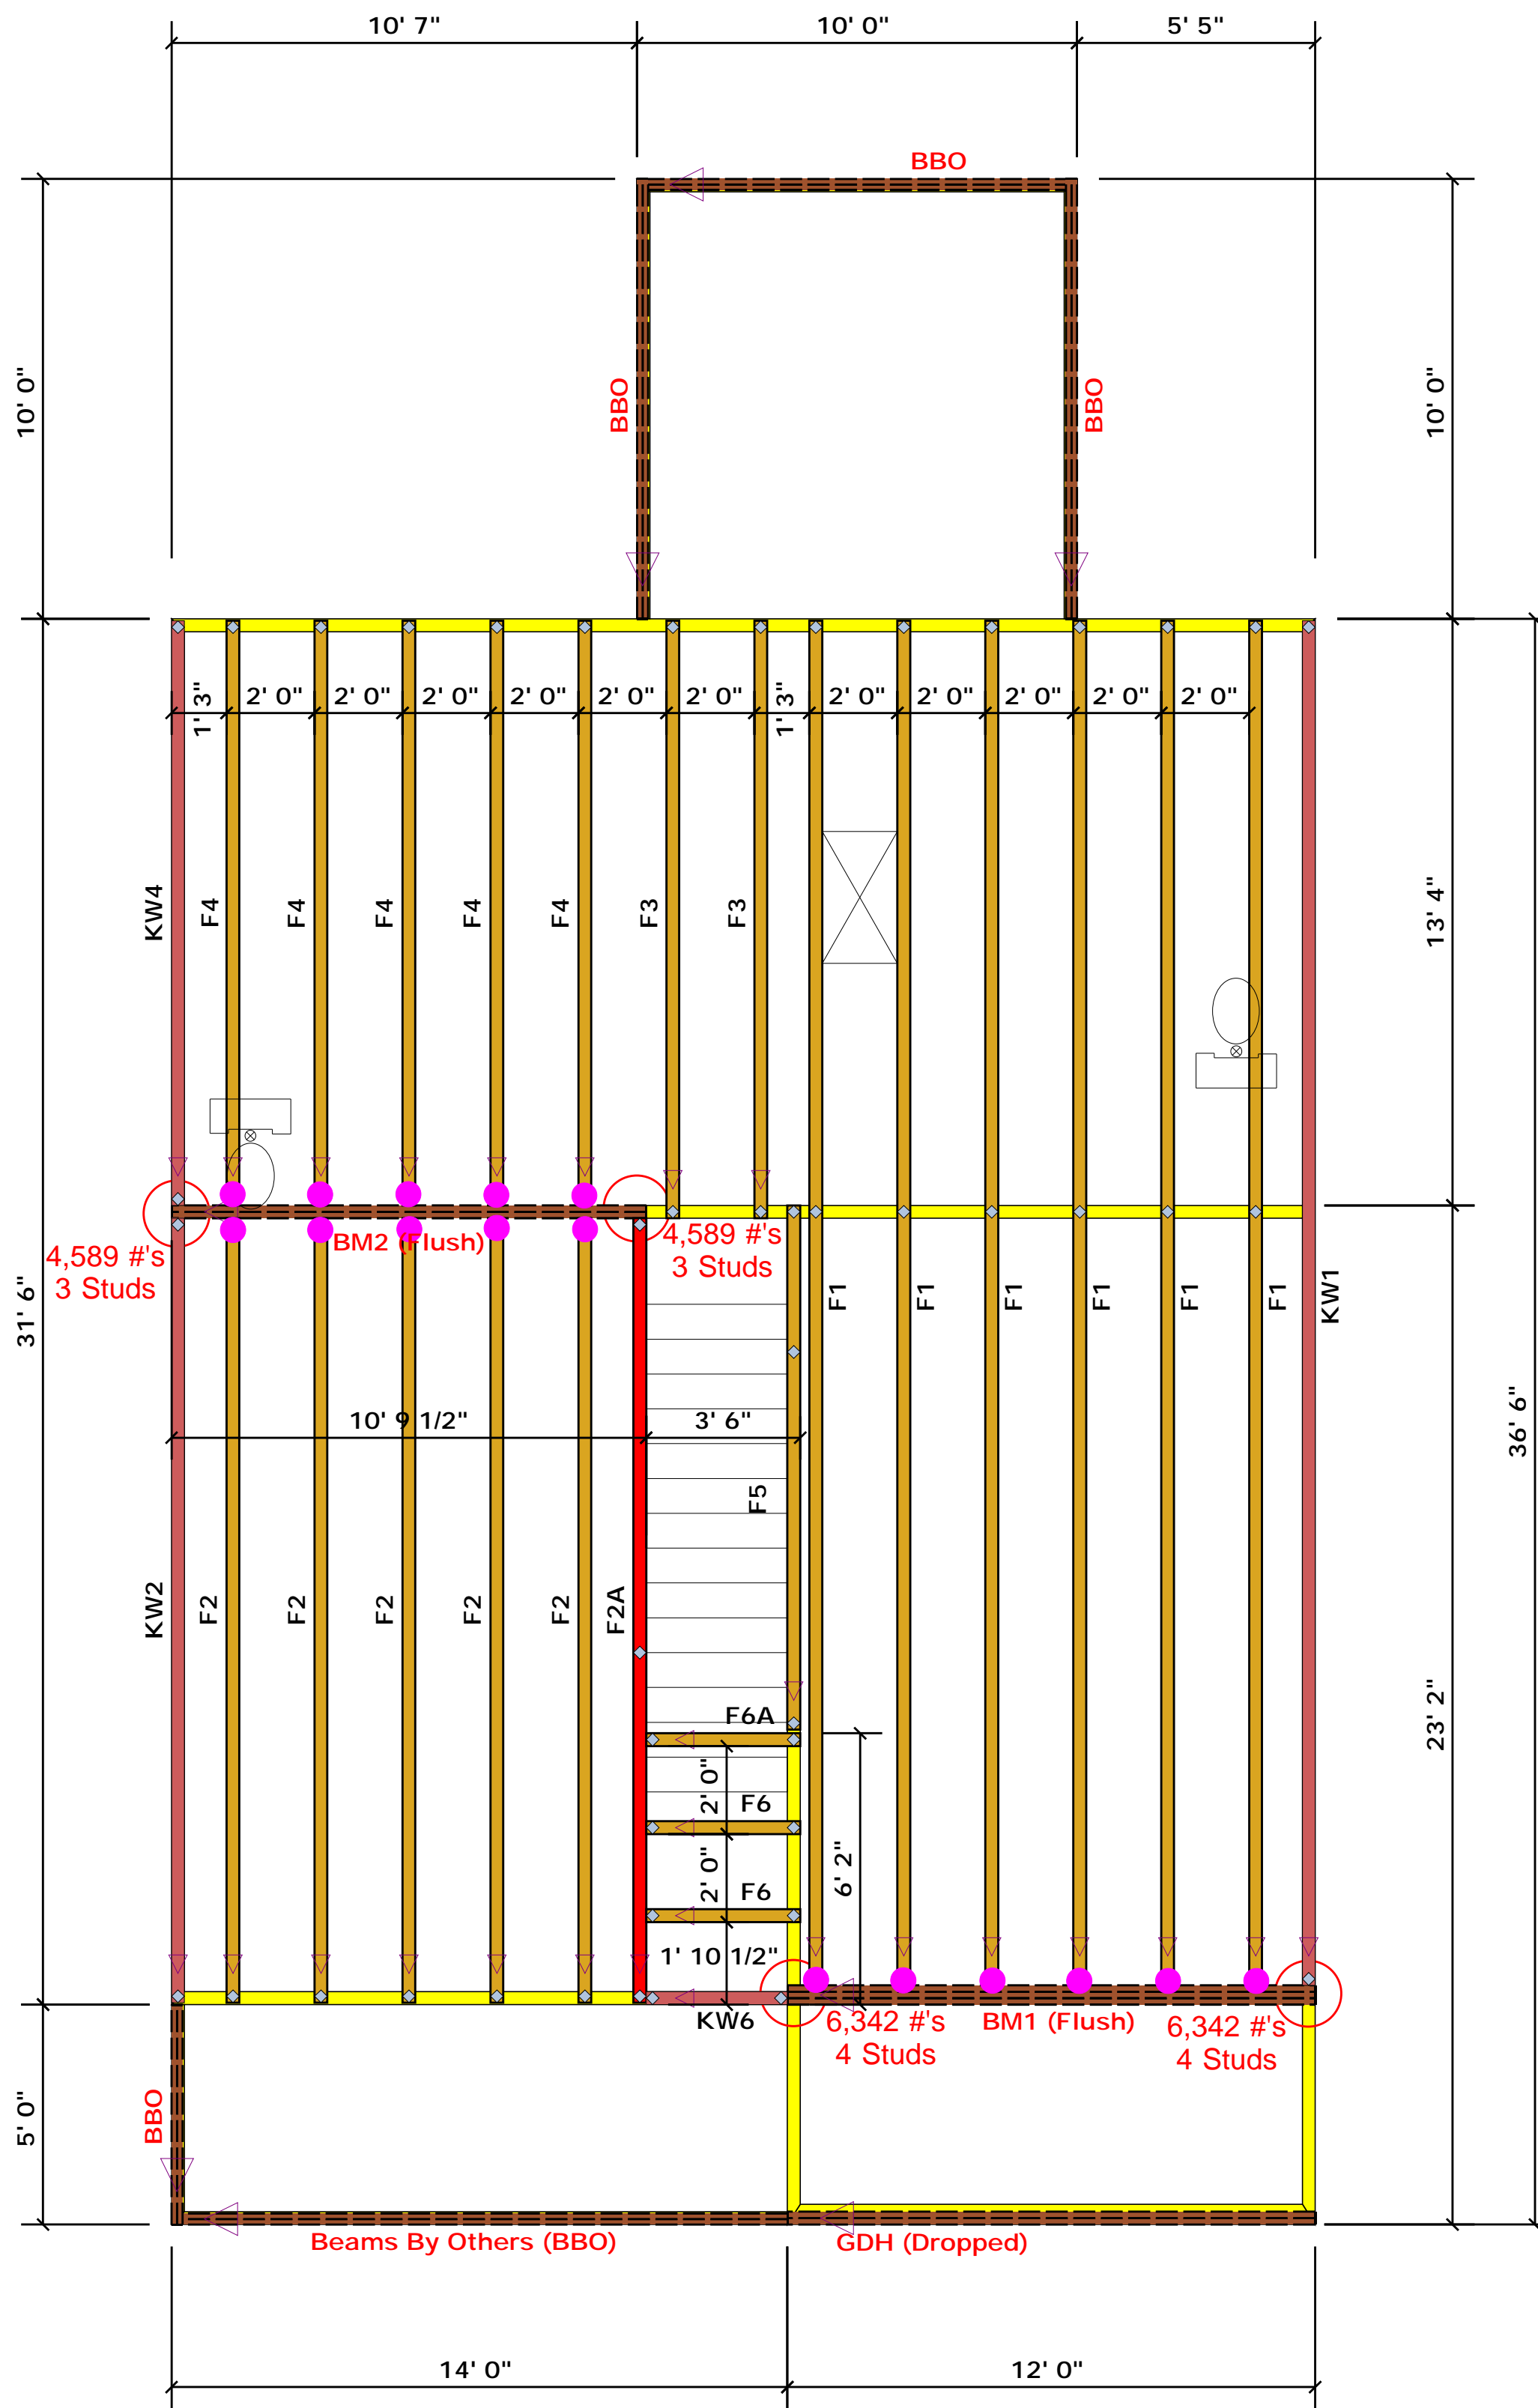 10' 7"
10' 0"
5' 5"
BBO
10' 0"
BBO
BBO
10' 0"
1' 3"
2' 0"
2' 0"
2' 0"
2' 0"
2' 0"
2' 0"
1' 3"
2' 0"
2' 0"
2' 0"
2' 0"
2' 0"
KW4
F4
F4
F4
F4
F4
F3
F3
13' 4"
BM2 (Flush)
4,589 #'s
3 Studs
4,589 #'s
3 Studs
31' 6"
F1
F1
F1
F1
F1
F1
KW1
10' 9 1/2"
3' 6"
36' 6"
F5
KW2
F2
F2
F2
F2
F2
F2A
F6A
2' 0"
F6
2' 0"
F6
6' 2"
1' 10 1/2"
23' 2"
KW6
6,342 #'s
4 Studs
BM1 (Flush)
6,342 #'s
4 Studs
5' 0"
BBO
Beams By Others (BBO)
GDH (Dropped)
14' 0"
12' 0"